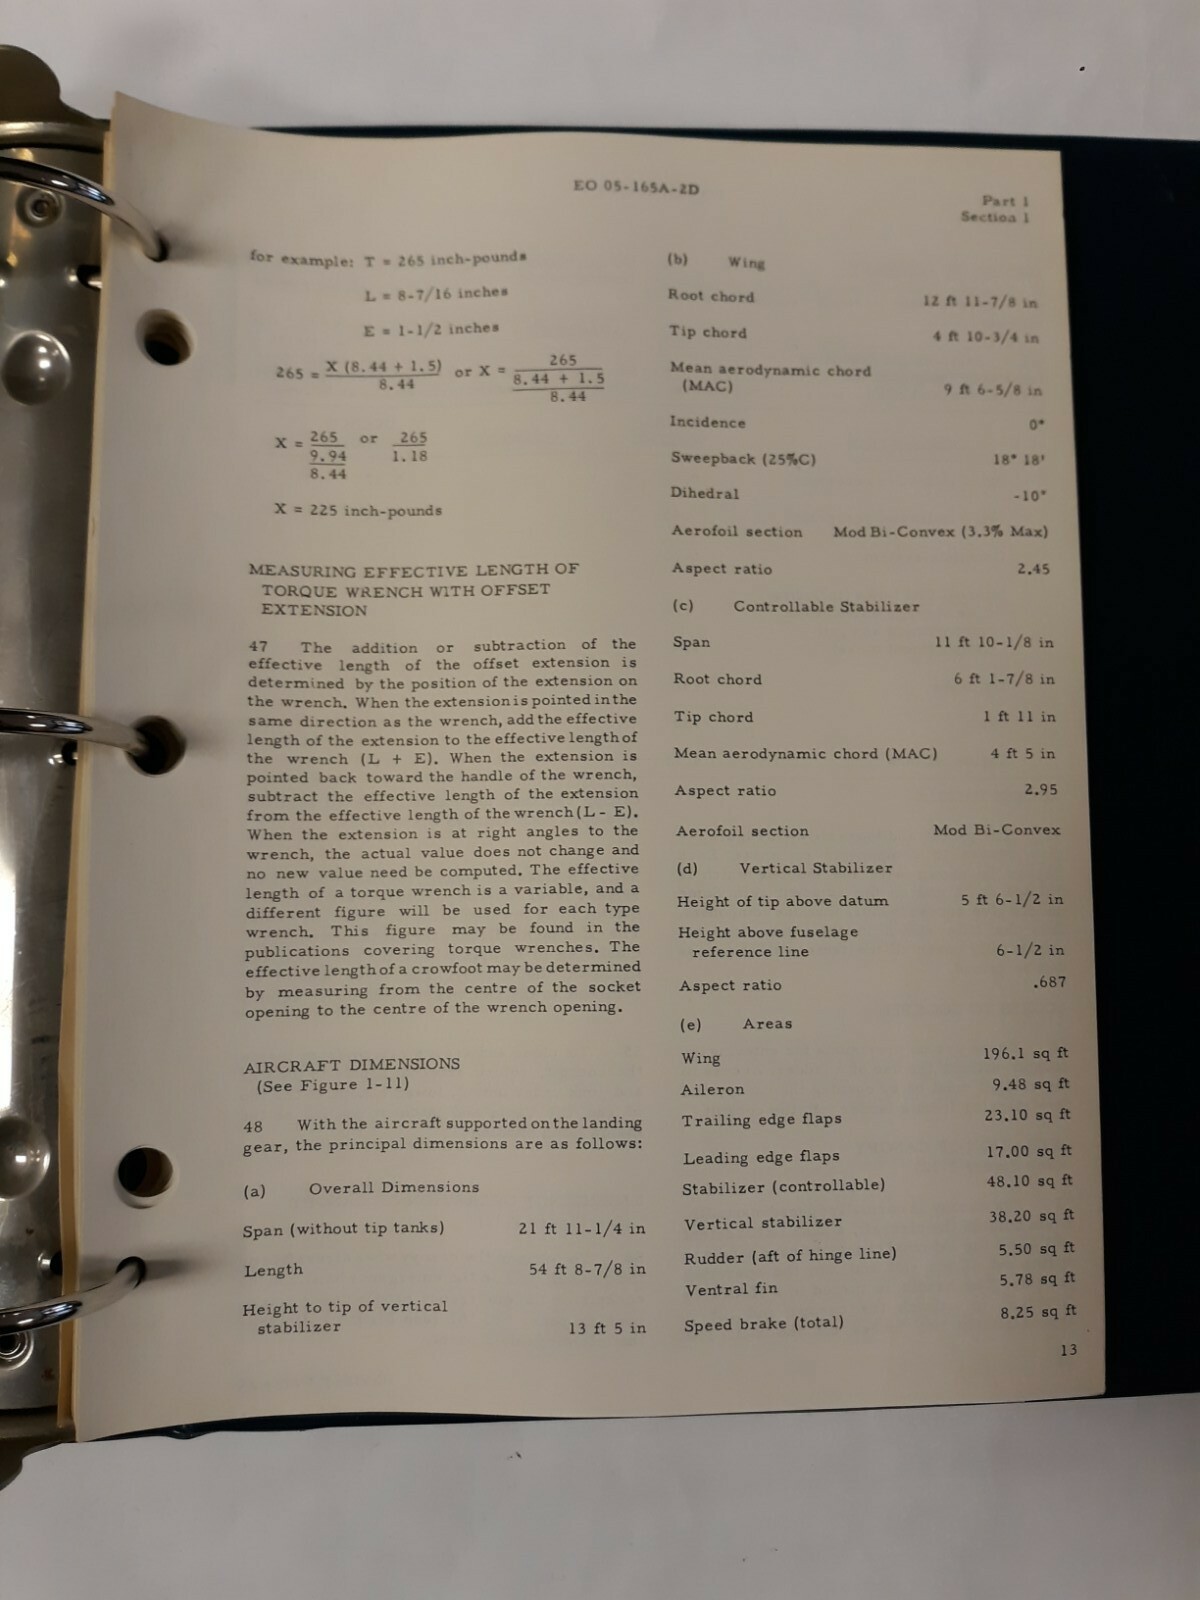 EO 05-165A-2D
Part 1
Section 1
for example: T = 265 inch-pounds
L = 8-7/16 inches
E = 1-1/2 inches
265 = X (8.44 + 1.5) / 8.44 or X = 265 / 8.44 + 1.5 / 8.44
X = 265 / 9.94 / 8.44 or 265 / 1.18
X = 225 inch-pounds
MEASURING EFFECTIVE LENGTH OF
TORQUE WRENCH WITH OFFSET
EXTENSION
47 The addition or subtraction of the
effective length of the offset extension is
determined by the position of the extension on
the wrench. When the extension is pointed in the
same direction as the wrench, add the effective
length of the extension to the effective length of
the wrench (L + E). When the extension is
pointed back toward the handle of the wrench,
subtract the effective length of the extension
from the effective length of the wrench (L - E).
When the extension is at right angles to the
wrench, the actual value does not change and
no new value need be computed. The effective
length of a torque wrench is a variable, and a
different figure will be used for each type
wrench. This figure may be found in the
publications covering torque wrenches. The
effective length of a crowfoot may be determined
by measuring from the centre of the socket
opening to the centre of the wrench opening.
AIRCRAFT DIMENSIONS
(See Figure 1-11)
48 With the aircraft supported on the landing
gear, the principal dimensions are as follows:
(a) Overall Dimensions
Span (without tip tanks) 21 ft 11-1/4 in
Length 54 ft 8-7/8 in
Height to tip of vertical
stabilizer 13 ft 5 in
(b) Wing
Root chord 12 ft 11-7/8 in
Tip chord 4 ft 10-3/4 in
Mean aerodynamic chord
(MAC) 9 ft 6-5/8 in
Incidence 0°
Sweepback (25%C) 18° 18'
Dihedral -10°
Aerofoil section Mod Bi-Convex (3.3% Max)
Aspect ratio 2.45
(c) Controllable Stabilizer
Span 11 ft 10-1/8 in
Root chord 6 ft 1-7/8 in
Tip chord 1 ft 11 in
Mean aerodynamic chord (MAC) 4 ft 5 in
Aspect ratio 2.95
Aerofoil section Mod Bi-Convex
(d) Vertical Stabilizer
Height of tip above datum 5 ft 6-1/2 in
Height above fuselage
reference line 6-1/2 in
Aspect ratio .687
(e) Areas
Wing 196.1 sq ft
Aileron 9.48 sq ft
Trailing edge flaps 23.10 sq ft
Leading edge flaps 17.00 sq ft
Stabilizer (controllable) 48.10 sq ft
Vertical stabilizer 38.20 sq ft
Rudder (aft of hinge line) 5.50 sq ft
Ventral fin 5.78 sq ft
Speed brake (total) 8.25 sq ft
13